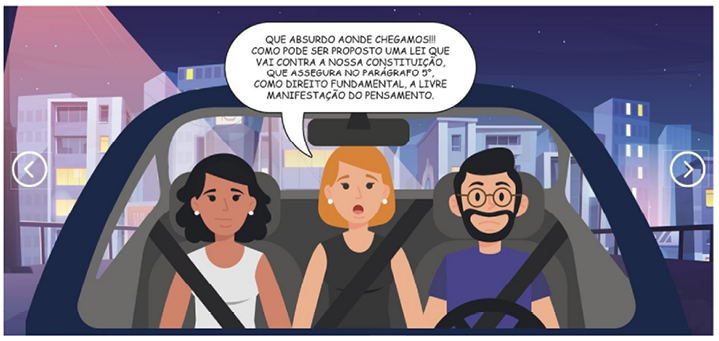 QUE ABSURDO AONDE CHEGAMOS!!!
COMO PODE SER PROPOSTO UMA LEI QUE
VAI CONTRA A NOSSA CONSTITUIÇÃO,
QUE ASSEGURA NO PARÁGRAFO 5º,
COMO DIREITO FUNDAMENTAL, A LIVRE
MANIFESTAÇÃO DO PENSAMENTO.